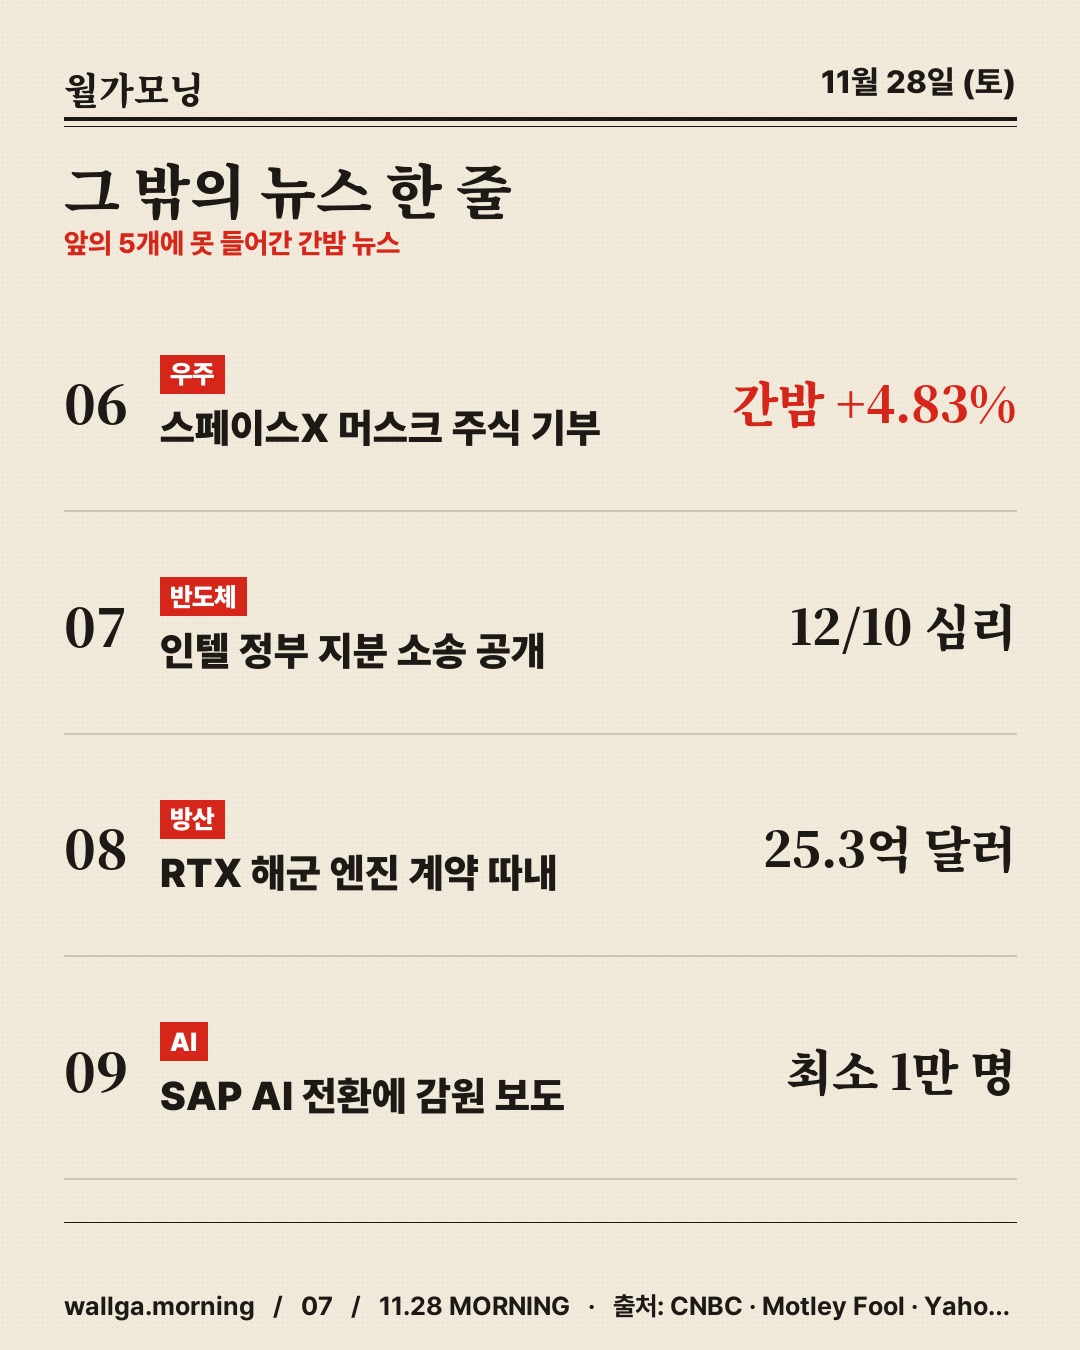 월가모닝
11월 28일 (토)
그 밖의 뉴스 한 줄
앞의 5개에 못 들어간 간밤 뉴스
06
우주
스페이스X 머스크 주식 기부
간밤 +4.83%
07
반도체
인텔 정부 지분 소송 공개
12/10 심리
08
방산
RTX 해군 엔진 계약 따내
25.3억 달러
09
AI
SAP AI 전환에 감원 보도
최소 1만 명
wallga.morning / 07 / 11.28 MORNING · 출처: CNBC · Motley Fool · Yaho...